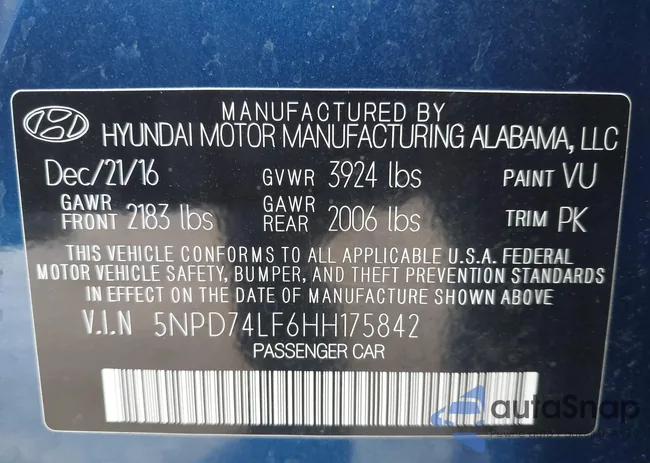 MANUFACTURED BY
HYUNDAI MOTOR MANUFACTURING ALABAMA, LLC
Dec/21/16 GVWR 3924 lbs PAINT VU
GAWR FRONT 2183 lbs GAWR REAR 2006 lbs TRIM PK
THIS VEHICLE CONFORMS TO ALL APPLICABLE U.S.A. FEDERAL
MOTOR VEHICLE SAFETY, BUMPER, AND THEFT PREVENTION STANDARDS
IN EFFECT ON THE DATE OF MANUFACTURE SHOWN ABOVE
V.I.N 5NPD74LF6HH175842
PASSENGER CAR
autoSnap